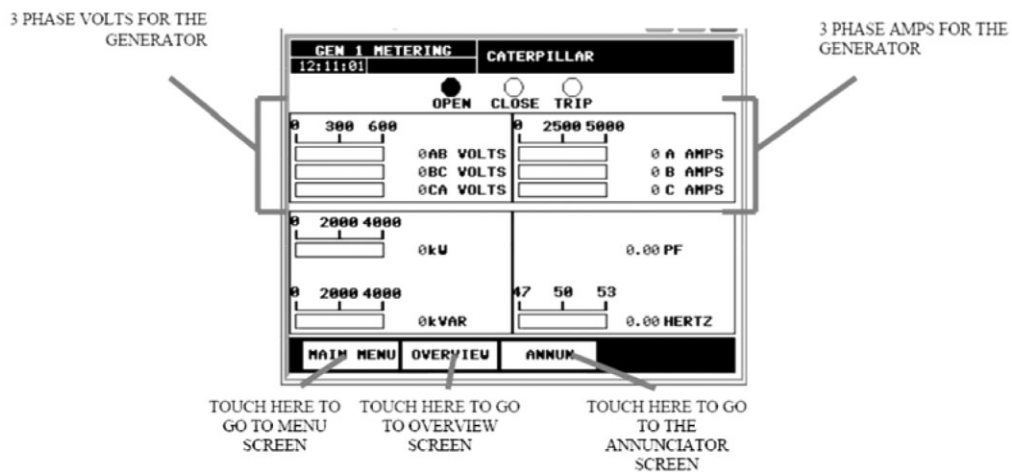 3 PHASE VOLTS FOR THE
GENERATOR
3 PHASE AMPS FOR THE
GENERATOR
GEN 1 METERING
CATERPILLAR
12:11:01
OPEN CLOSE TRIP
0 300 600
0AB VOLTS
0BC VOLTS
0CA VOLTS
0 2500 5000
0 A AMPS
0 B AMPS
0 C AMPS
0 2000 4000
0kW
0.00 PF
0 2000 4000
0kVAR
47 50 53
0.00 HERTZ
MAIN MENU OVERVIEW ANNUN
TOUCH HERE TO
GO TO MENU
SCREEN
TOUCH HERE TO GO
TO OVERVIEW
SCREEN
TOUCH HERE TO GO
TO THE
ANNUNCIATOR
SCREEN